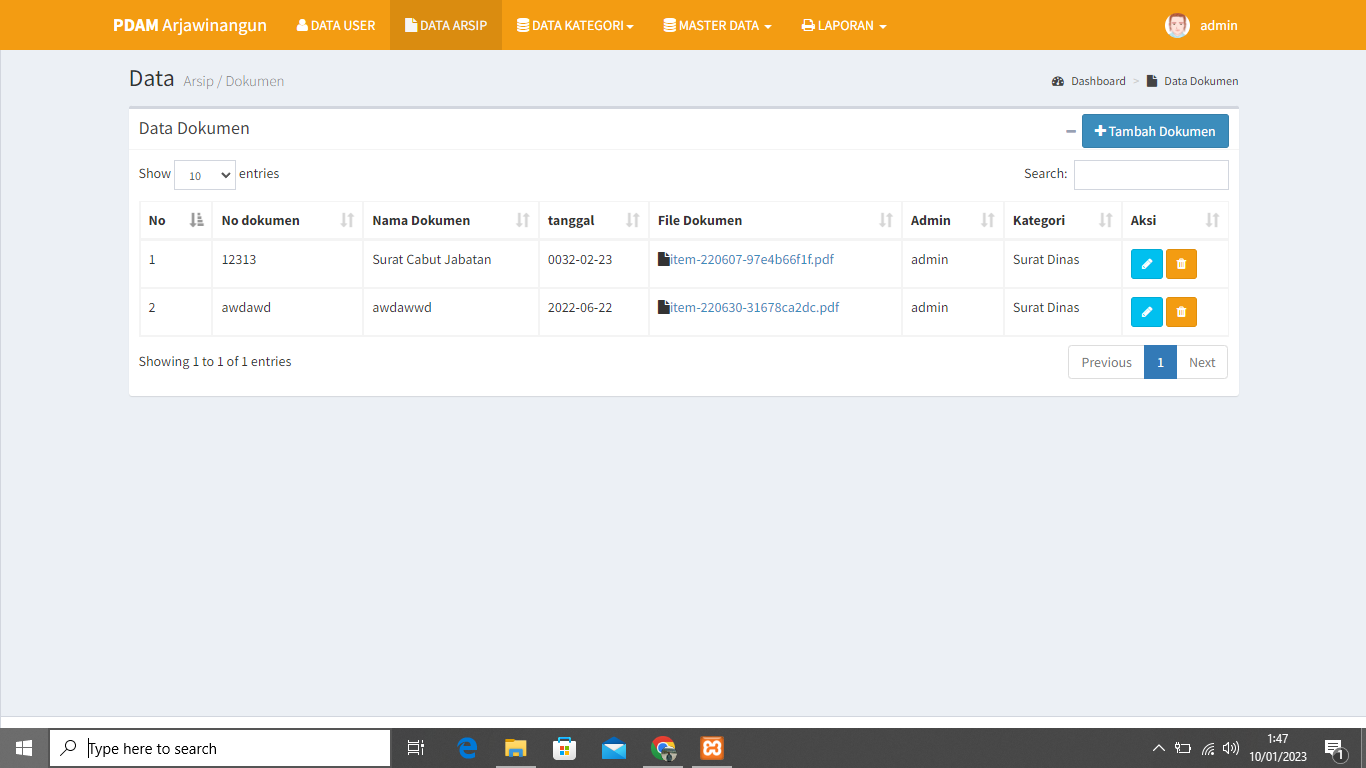 PDAM Arjawinangun DATA USER DATA ARSIP DATA KATEGORI MASTER DATA LAPORAN admin
Data Arsip / Dokumen Dashboard > Data Dokumen
Data Dokumen Tambah Dokumen
Show 10 entries Search:
No No dokumen Nama Dokumen tanggal File Dokumen Admin Kategori Aksi
1 12313 Surat Cabut Jabatan 0032-02-23 item-220607-97e4b66f1f.pdf admin Surat Dinas
2 awdawd awdawwd 2022-06-22 item-220630-31678ca2dc.pdf admin Surat Dinas
Showing 1 to 1 of 1 entries Previous 1 Next
Type here to search 1:47
10/01/2023 1